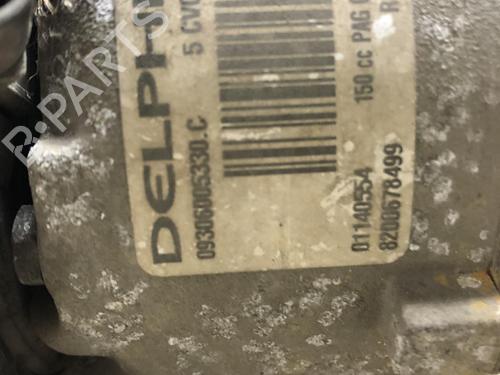 DELPHI
5 CVC
09306005330.C
150 cc PAG
R
01140554
8200678499
B-PARTS